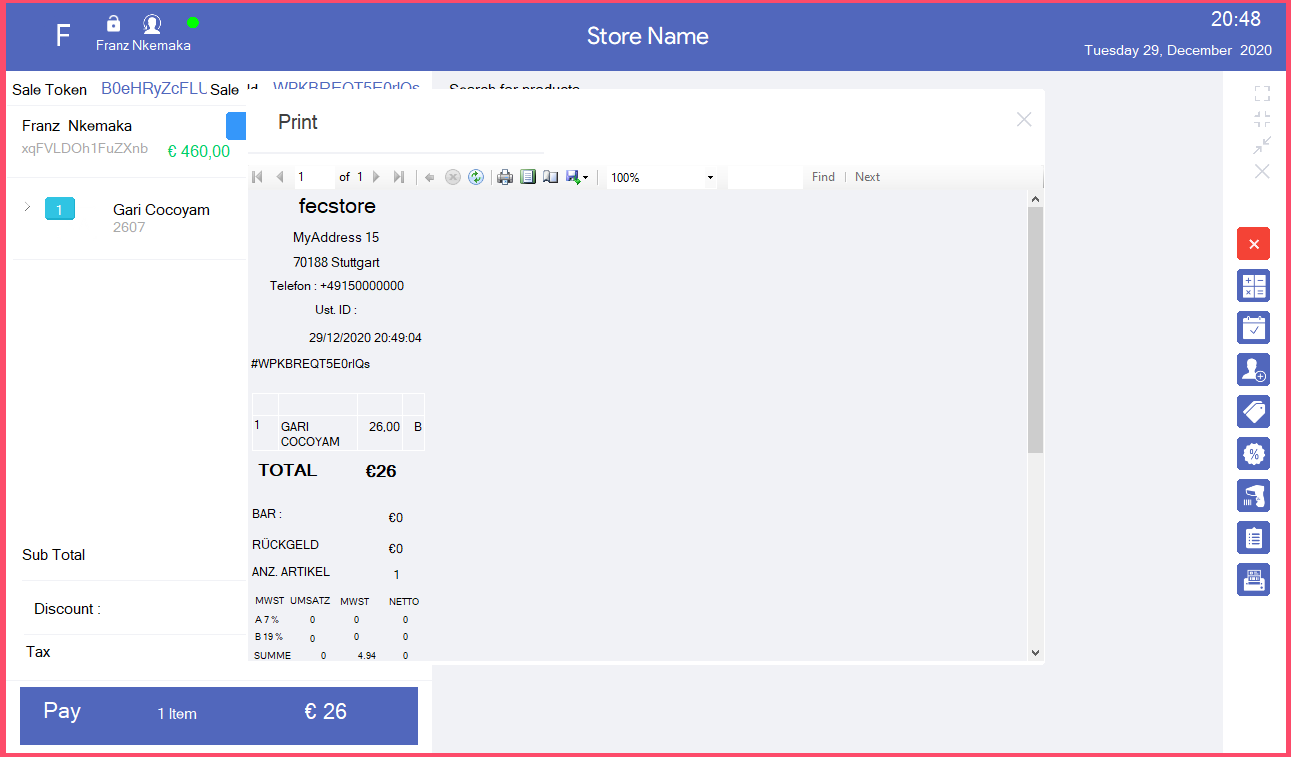 F
Franz Nkemaka
Store Name
20:48
Tuesday 29, December 2020
Sale Token B0eHRyZcFLU Sale Id WPKBREQT5E0rlQs
Search for products
Franz Nkemaka
xqFVLDOh1FuZXnb € 460,00
1 Gari Cocoyam
2607
Sub Total
Discount :
Tax
Pay 1 Item € 26
Print
1 of 1 100% Find Next
fecstore
MyAddress 15
70188 Stuttgart
Telefon : +49150000000
Ust. ID :
29/12/2020 20:49:04
#WPKBREQT5E0rlQs
1 GARI COCOYAM 26,00 B
TOTAL €26
BAR : €0
RÜCKGELD €0
ANZ. ARTIKEL 1
MWST UMSATZ MWST NETTO
A 7 % 0 0 0
B 19 % 0 0 0
SUMME 0 4.94 0